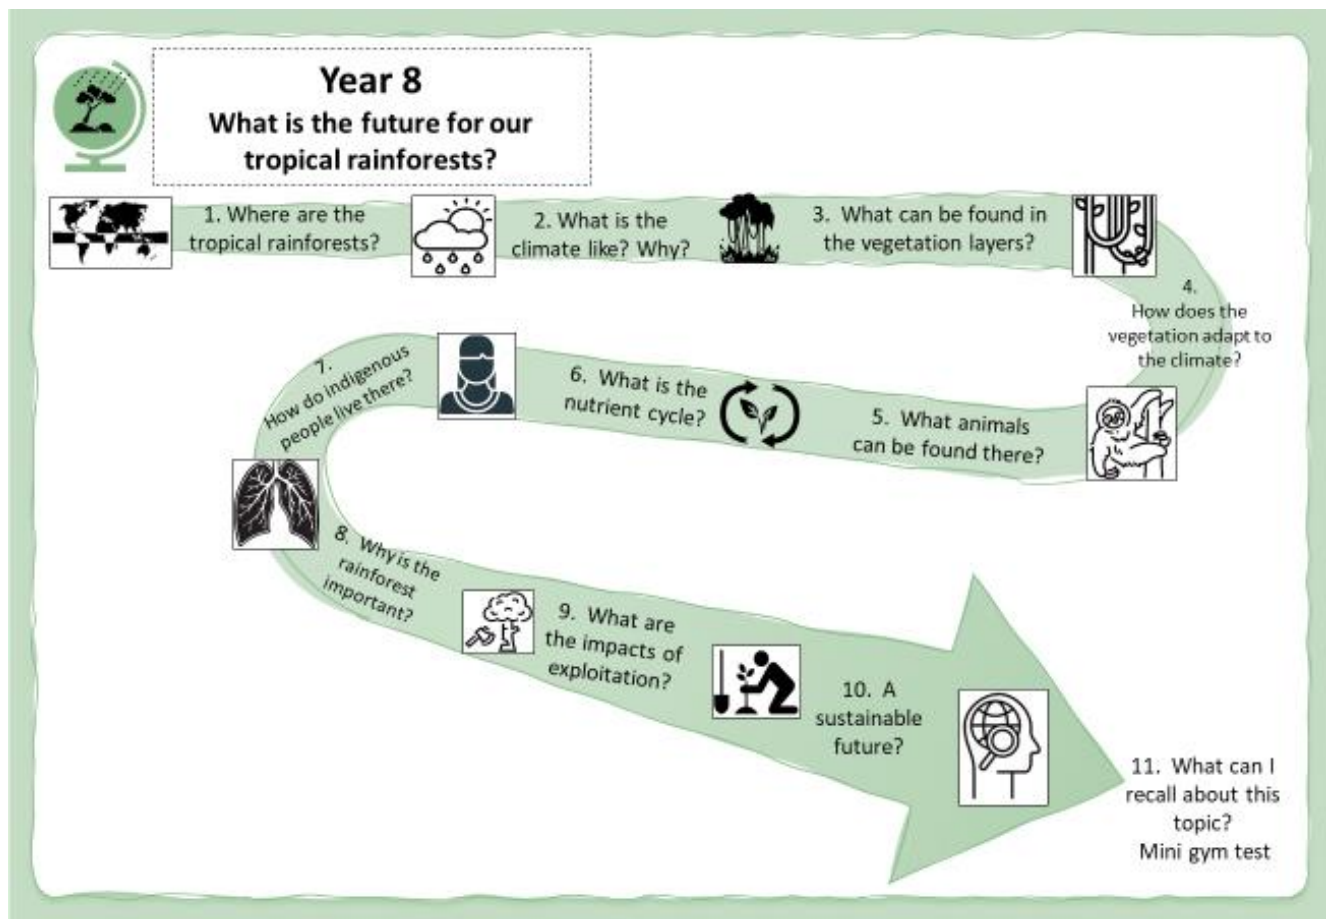 Year 8
What is the future for our
tropical rainforests?
1. Where are the
tropical rainforests?
2. What is the
climate like? Why?
3. What can be found in
the vegetation layers?
4.
How does the
vegetation adapt to
the climate?
5. What animals
can be found there?
6. What is the
nutrient cycle?
7.
How do indigenous
people live there?
8. Why is the
rainforest
important?
9. What are
the impacts of
exploitation?
10. A
sustainable
future?
11. What can I
recall about this
topic?
Mini gym test